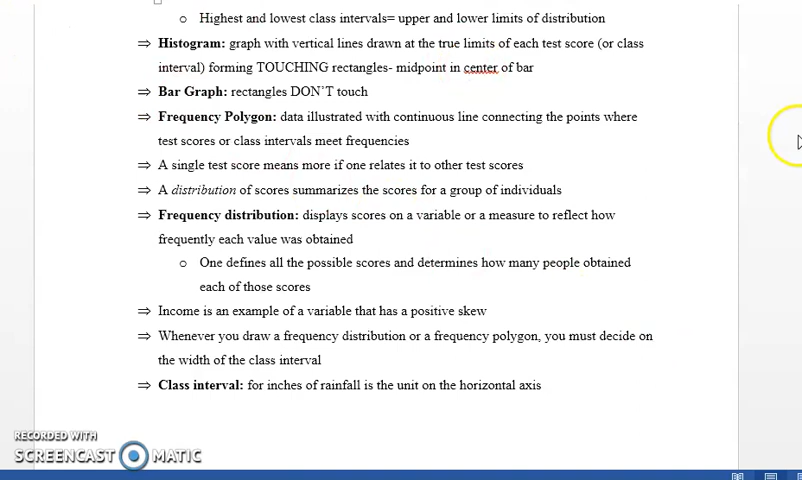 o Highest and lowest class intervals= upper and lower limits of distribution
⇒ Histogram: graph with vertical lines drawn at the true limits of each test score (or class
interval) forming TOUCHING rectangles- midpoint in center of bar
⇒ Bar Graph: rectangles DON'T touch
⇒ Frequency Polygon: data illustrated with continuous line connecting the points where
test scores or class intervals meet frequencies
⇒ A single test score means more if one relates it to other test scores
⇒ A distribution of scores summarizes the scores for a group of individuals
⇒ Frequency distribution: displays scores on a variable or a measure to reflect how
frequently each value was obtained
o One defines all the possible scores and determines how many people obtained
each of those scores
⇒ Income is an example of a variable that has a positive skew
⇒ Whenever you draw a frequency distribution or a frequency polygon, you must decide on
the width of the class interval
⇒ Class interval: for inches of rainfall is the unit on the horizontal axis
RECORDED WITH
SCREENCAST MATIC